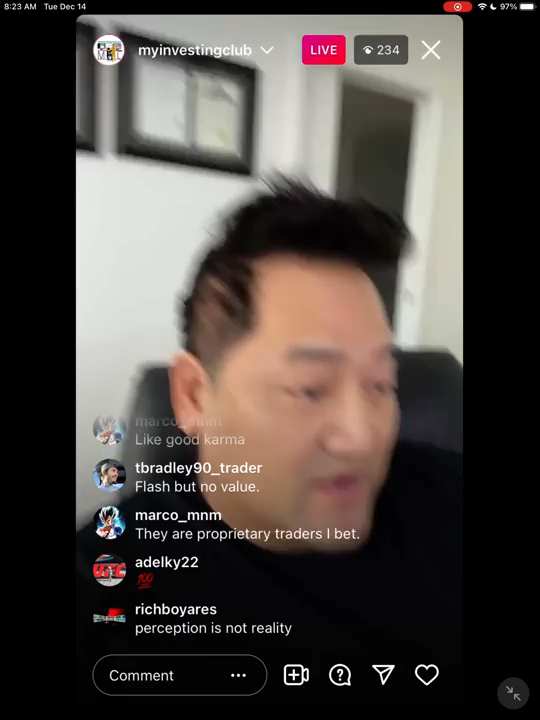 8:23 AM Tue Dec 14
97%
myinvestingclub
LIVE
234
marco_mnm
Like good karma
tbradley90_trader
Flash but no value.
marco_mnm
They are proprietary traders I bet.
adelky22
💯
richboyares
perception is not reality
Comment